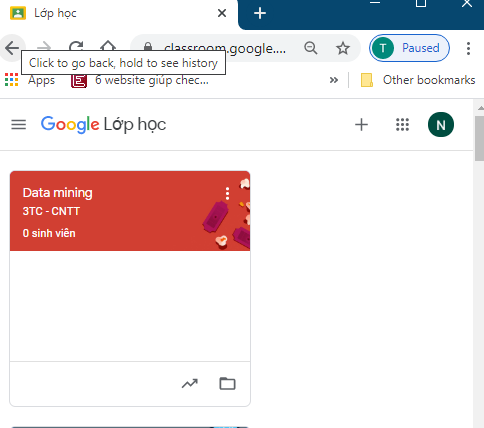 Lớp học
classroom.google....
T Paused
Click to go back, hold to see history
Apps
6 website giúp chec...
»
Other bookmarks
Google Lớp học
N
Data mining
3TC - CNTT
0 sinh viên